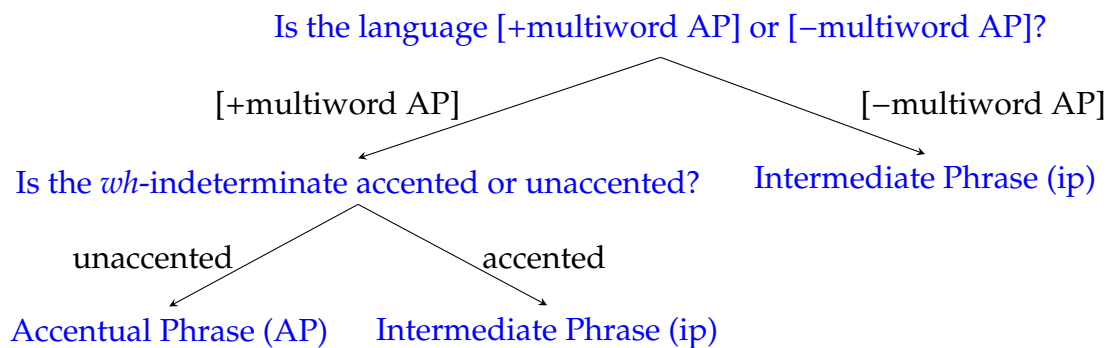 Is the language [+multiword AP] or [−multiword AP]?
[+multiword AP]
[−multiword AP]
Is the wh-indeterminate accented or unaccented?
Intermediate Phrase (ip)
unaccented
accented
Accentual Phrase (AP)
Intermediate Phrase (ip)